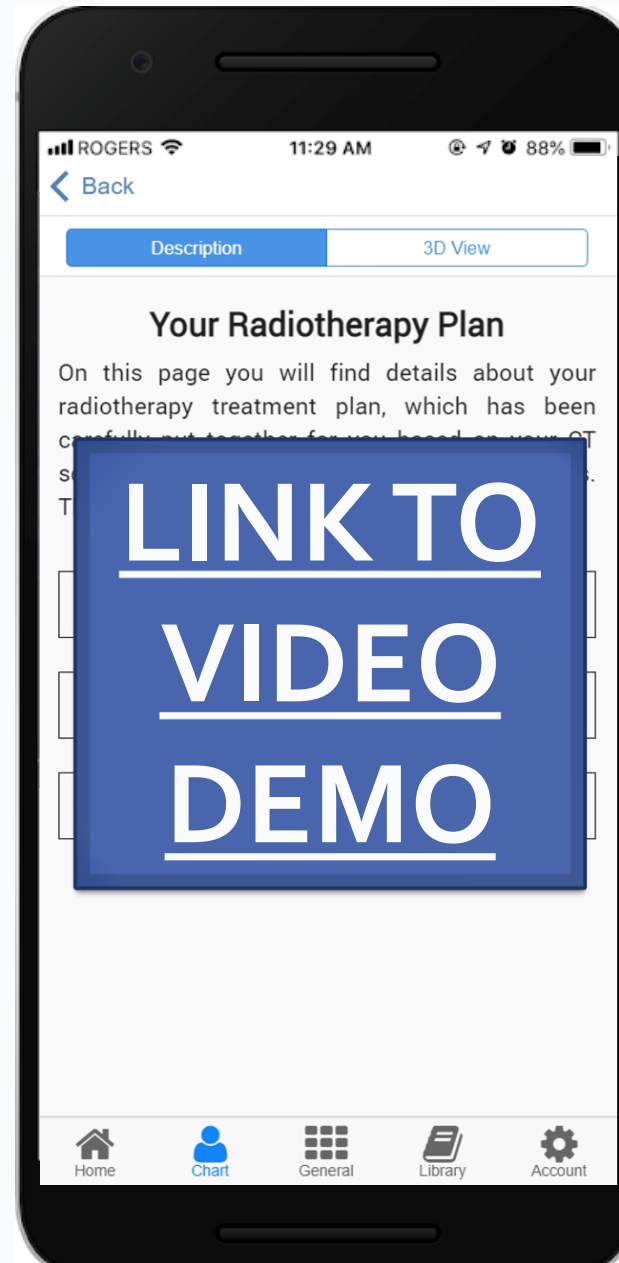 ROGERS 11:29 AM 88%
Back
Description 3D View
Your Radiotherapy Plan
On this page you will find details about your
radiotherapy treatment plan, which has been
LINK TO
VIDEO
DEMO
Home Chart General Library Account